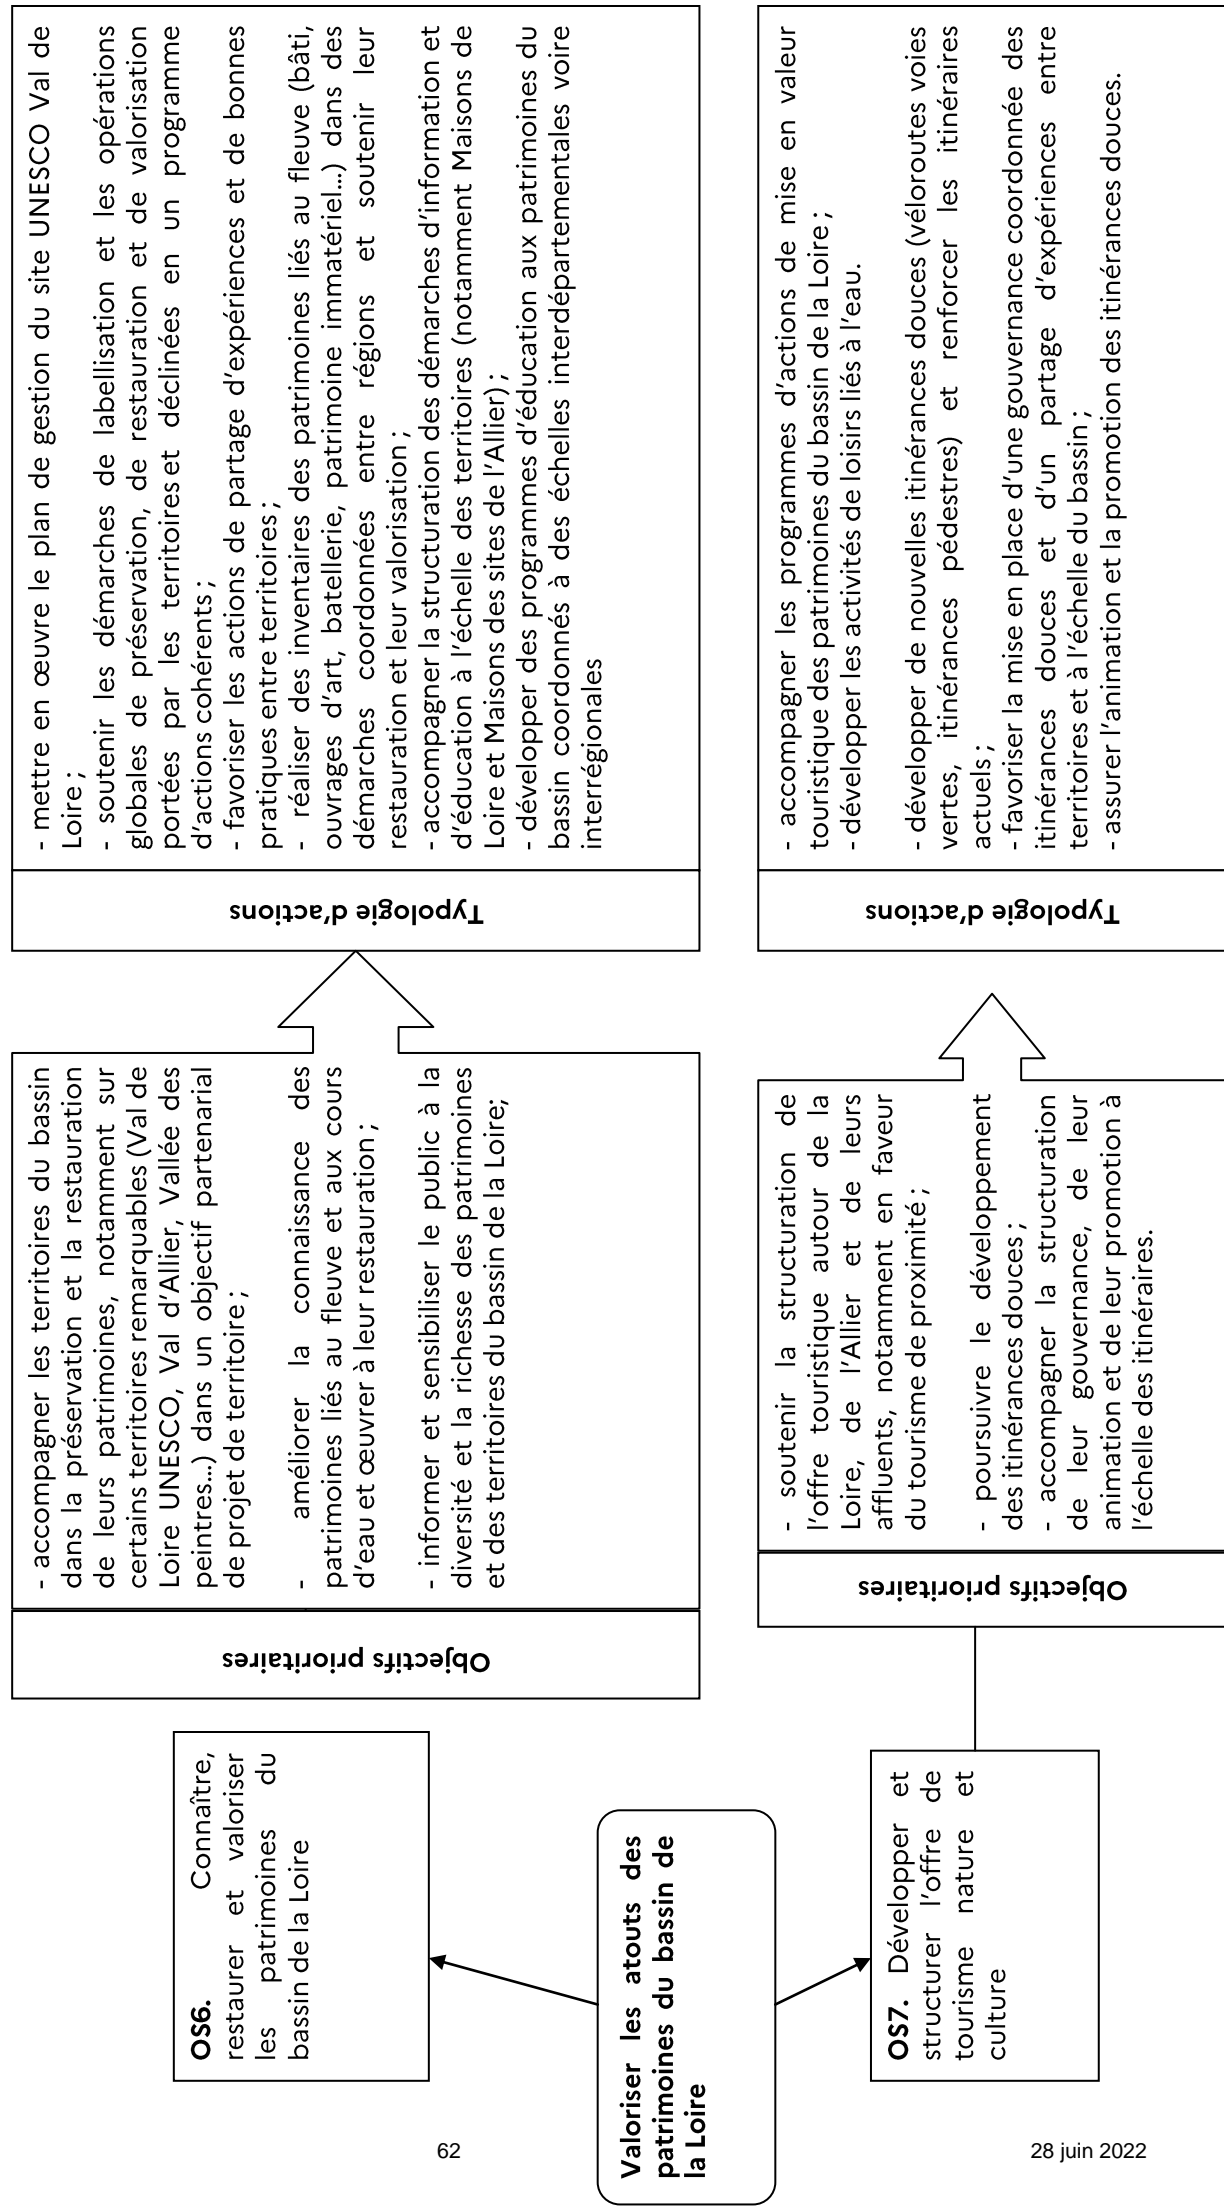 Valoriser les atouts des
patrimoines du bassin de
la Loire
OS6. Connaître,
restaurer et valoriser
les patrimoines du
bassin de la Loire
Objectifs prioritaires
- accompagner les territoires du bassin
dans la préservation et la restauration
de leurs patrimoines, notamment sur
certains territoires remarquables (Val de
Loire UNESCO, Val d'Allier, Vallée des
peintres…) dans un objectif partenarial
de projet de territoire ;
- améliorer la connaissance des
patrimoines liés au fleuve et aux cours
d'eau et œuvrer à leur restauration ;
- informer et sensibiliser le public à la
diversité et la richesse des patrimoines
et des territoires du bassin de la Loire;
Typologie d'actions
- mettre en œuvre le plan de gestion du site UNESCO Val de
Loire ;
- soutenir les démarches de labellisation et les opérations
globales de préservation, de restauration et de valorisation
portées par les territoires et déclinées en un programme
d'actions cohérents ;
- favoriser les actions de partage d'expériences et de bonnes
pratiques entre territoires ;
- réaliser des inventaires des patrimoines liés au fleuve (bâti,
ouvrages d'art, batellerie, patrimoine immatériel…) dans des
démarches coordonnées entre régions et soutenir leur
restauration et leur valorisation ;
- accompagner la structuration des démarches d'information et
d'éducation à l'échelle des territoires (notamment Maisons de
Loire et Maisons des sites de l'Allier) ;
- développer des programmes d'éducation aux patrimoines du
bassin coordonnés à des échelles interdépartementales voire
interrégionales
OS7. Développer et
structurer l'offre de
tourisme nature et
culture
Objectifs prioritaires
- soutenir la structuration de
l'offre touristique autour de la
Loire, de l'Allier et de leurs
affluents, notamment en faveur
du tourisme de proximité ;
- poursuivre le développement
des itinérances douces ;
- accompagner la structuration
de leur gouvernance, de leur
animation et de leur promotion à
l'échelle des itinéraires.
Typologie d'actions
- accompagner les programmes d'actions de mise en valeur
touristique des patrimoines du bassin de la Loire ;
- développer les activités de loisirs liés à l'eau.
- développer de nouvelles itinérances douces (véloroutes voies
vertes, itinérances pédestres) et renforcer les itinéraires
actuels ;
- favoriser la mise en place d'une gouvernance coordonnée des
itinérances douces et d'un partage d'expériences entre
territoires et à l'échelle du bassin ;
- assurer l'animation et la promotion des itinérances douces.
62
28 juin 2022